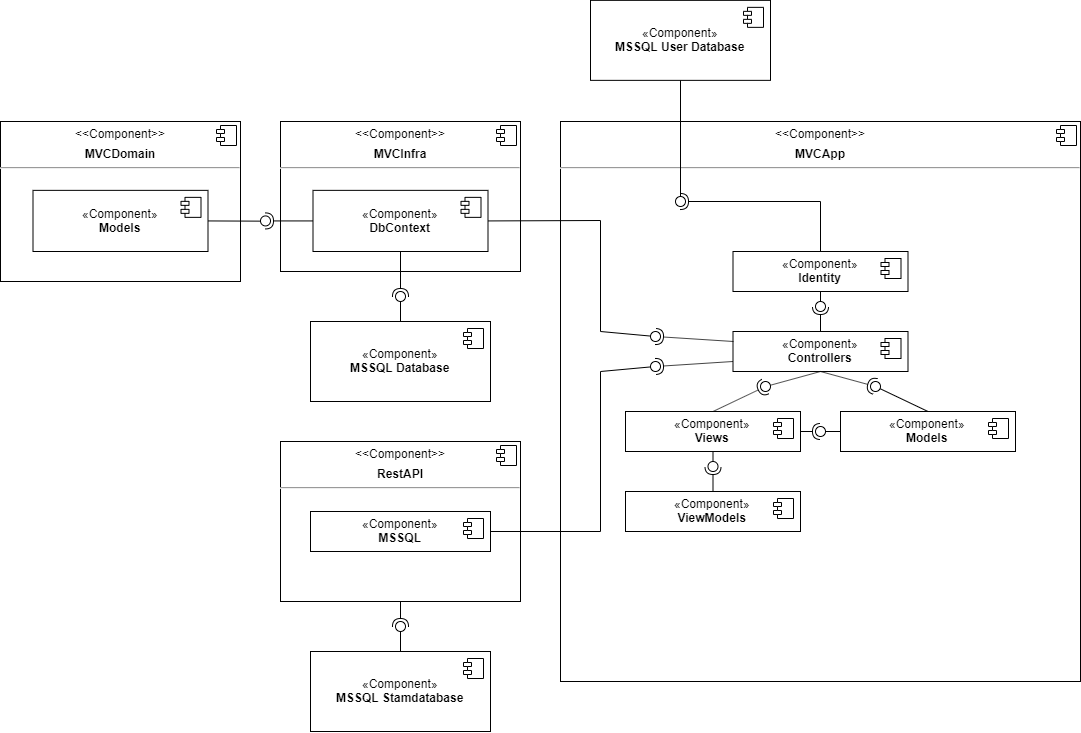 «Component»
MSSQL User Database
<<Component>>
MVCDomain
«Component»
Models
<<Component>>
MVCInfra
«Component»
DbContext
«Component»
MSSQL Database
<<Component>>
RestAPI
«Component»
MSSQL
«Component»
MSSQL Stamdatabase
<<Component>>
MVCApp
«Component»
Identity
«Component»
Controllers
«Component»
Views
«Component»
Models
«Component»
ViewModels